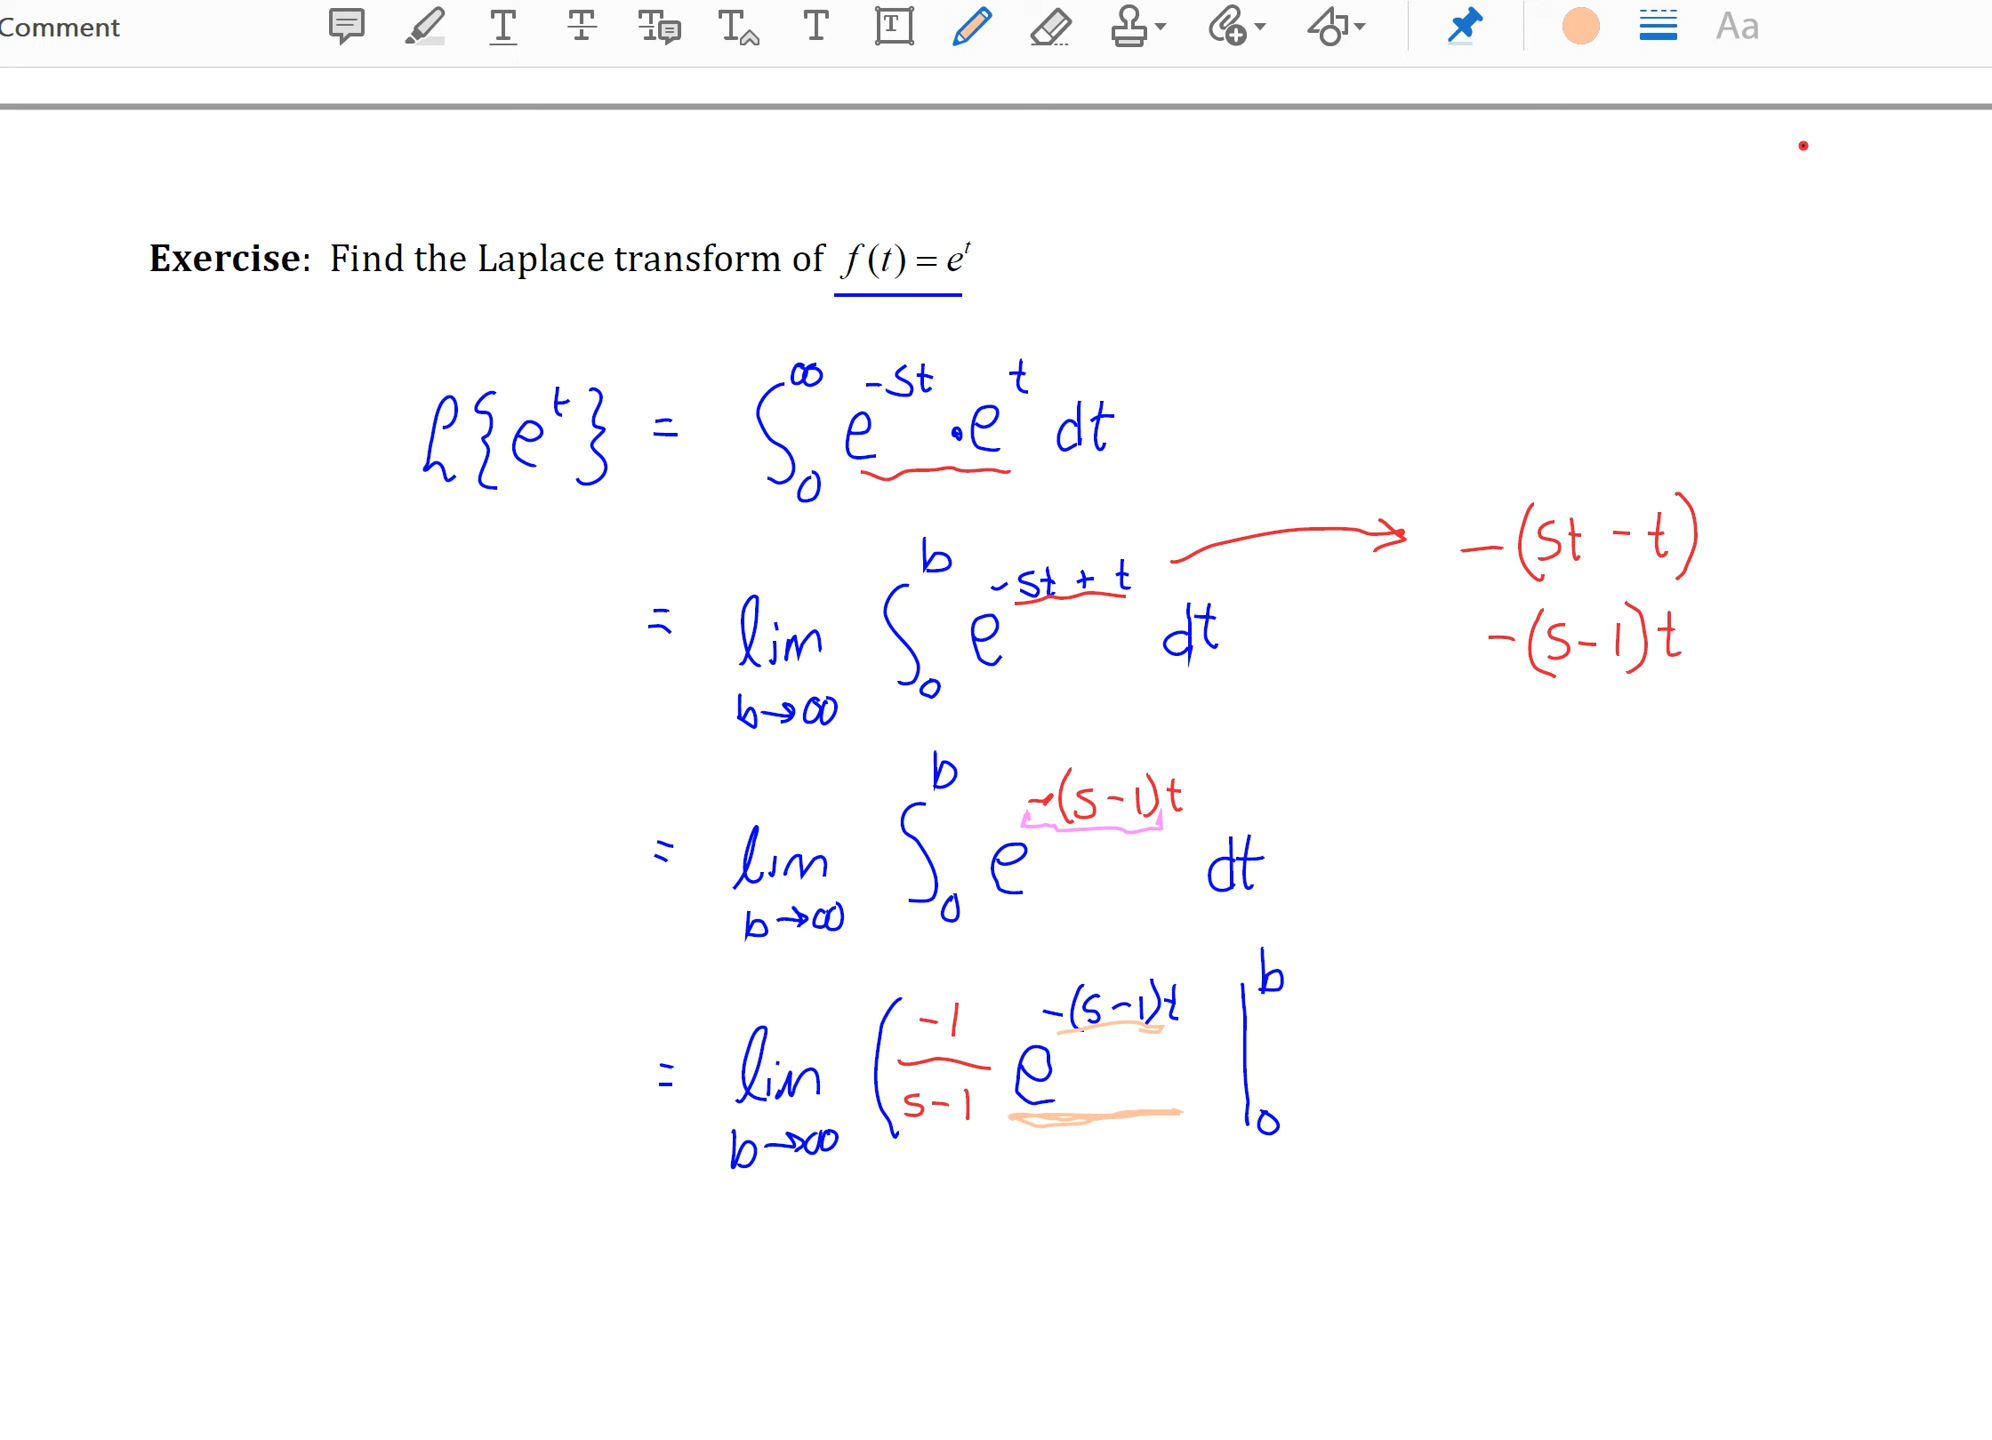 Comment
T T T T T T Aa
Exercise: Find the Laplace transform of f(t) = e^t
ℒ{e^t} = ∫_0^∞ e^{-st} · e^t dt
= lim_{b→∞} ∫_0^b e^{-st + t} dt
-(st - t)
-(s-1)t
= lim_{b→∞} ∫_0^b e^{-(s-1)t} dt
= lim_{b→∞} ( \frac{-1}{s-1} e^{-(s-1)t} |_0^b